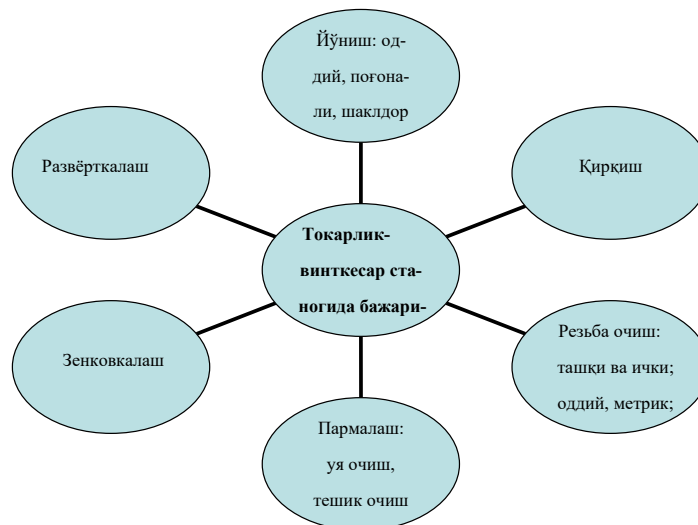 Йўниш: од-
дий, поғона-
ли, шаклдор
Развёрткалаш
Қирқиш
Токарлик-
винткесар ста-
ногида бажари-
Зенковкалаш
Резьба очиш:
ташқи ва ички;
оддий, метрик;
Пармалаш:
уя очиш,
тешик очиш